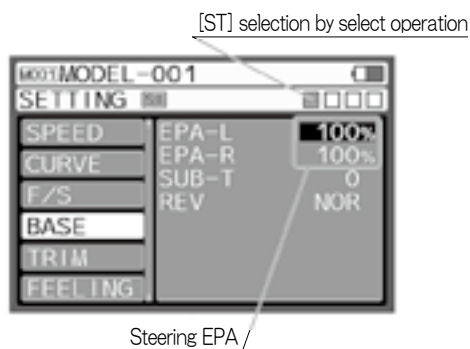 [ST] selection by select operation
M001 MODEL-001
SETTING
SPEED
CURVE
F/S
BASE
TRIM
FEELING
EPA-L 100%
EPA-R 100%
SUB-T 0
REV NOR
Steering EPA